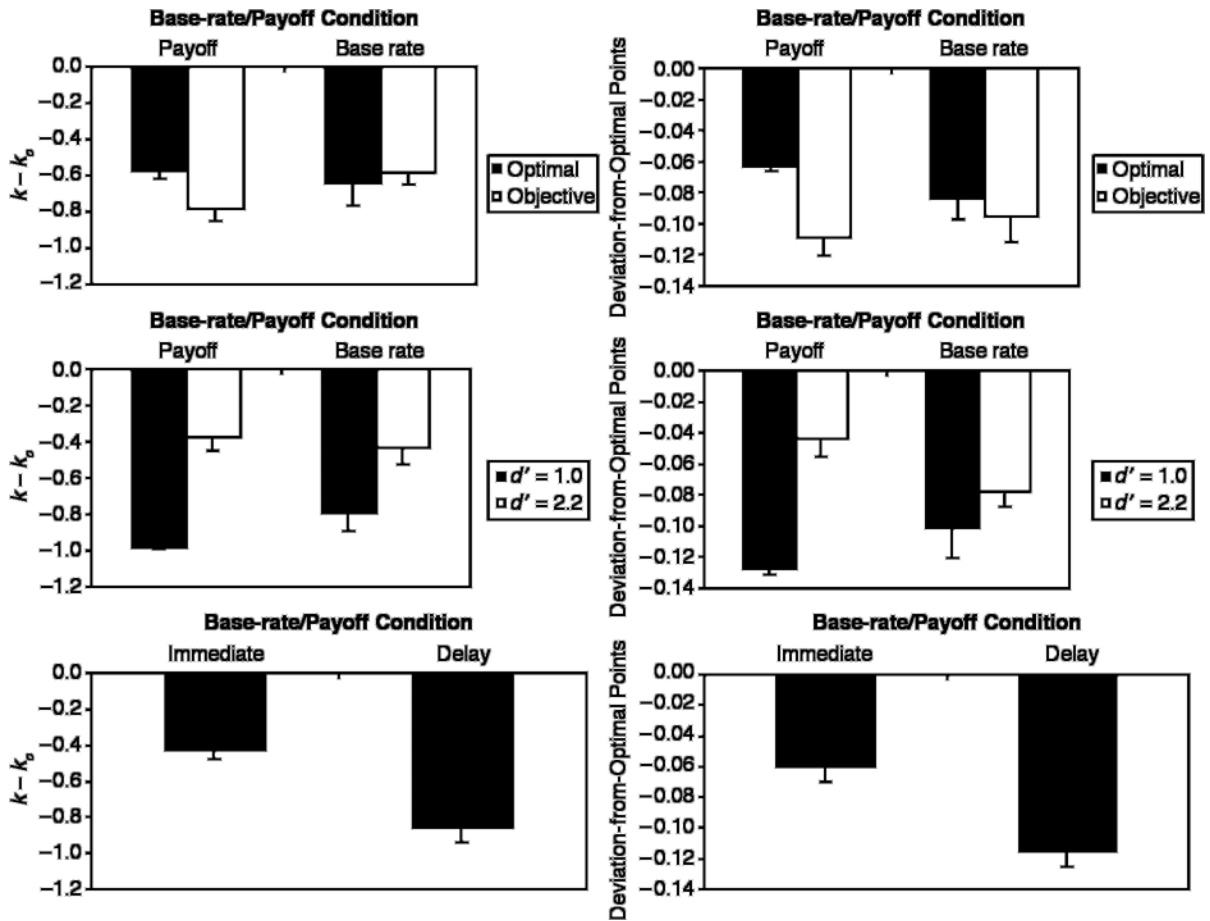 Base-rate/Payoff Condition
Payoff Base rate
0.0
−0.2
−0.4
−0.6
−0.8
−1.0
−1.2
k − kₒ
Optimal
Objective
Base-rate/Payoff Condition
Payoff Base rate
0.00
−0.02
−0.04
−0.06
−0.08
−0.10
−0.12
−0.14
Deviation-from-Optimal Points
Optimal
Objective
Base-rate/Payoff Condition
Payoff Base rate
0.0
−0.2
−0.4
−0.6
−0.8
−1.0
−1.2
k − kₒ
d′ = 1.0
d′ = 2.2
Base-rate/Payoff Condition
Payoff Base rate
0.00
−0.02
−0.04
−0.06
−0.08
−0.10
−0.12
−0.14
Deviation-from-Optimal Points
d′ = 1.0
d′ = 2.2
Base-rate/Payoff Condition
Immediate Delay
0.0
−0.2
−0.4
−0.6
−0.8
−1.0
−1.2
k − kₒ
Base-rate/Payoff Condition
Immediate Delay
0.00
−0.02
−0.04
−0.06
−0.08
−0.10
−0.12
−0.14
Deviation-from-Optimal Points